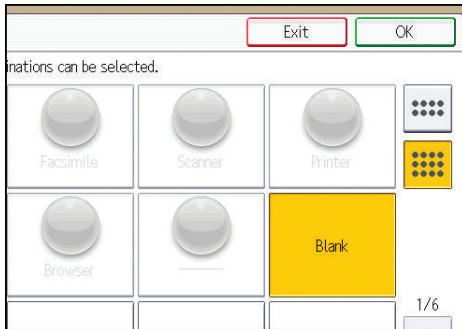 Exit OK
inations can be selected.
Facsimile Scanner Printer
Browser ---------- Blank
1/6